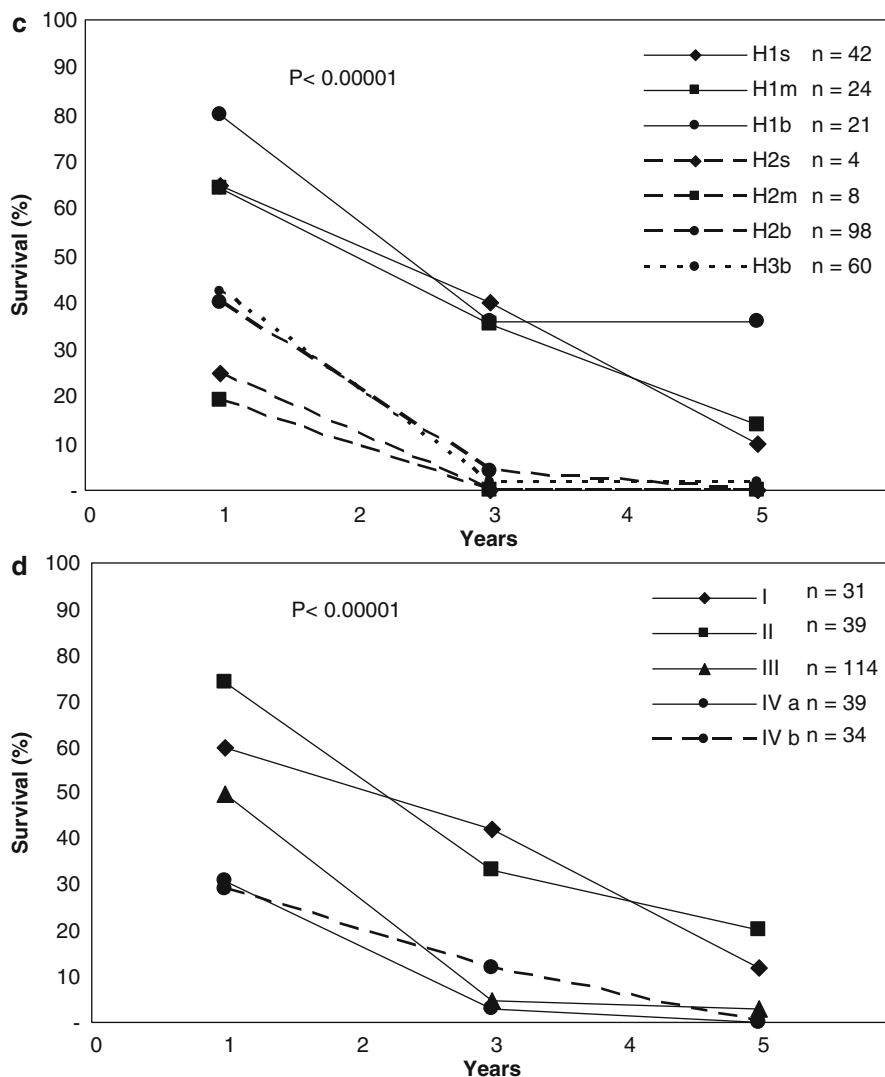 c
100
90
80
70
60
50
40
30
20
10
-
Survival (%)
P< 0.00001
H1s n = 42
H1m n = 24
H1b n = 21
H2s n = 4
H2m n = 8
H2b n = 98
H3b n = 60
0 1 2 3 4 5
Years
d
100
90
80
70
60
50
40
30
20
10
-
Survival (%)
P< 0.00001
I n = 31
II n = 39
III n = 114
IV a n = 39
IV b n = 34
0 1 2 3 4 5
Years